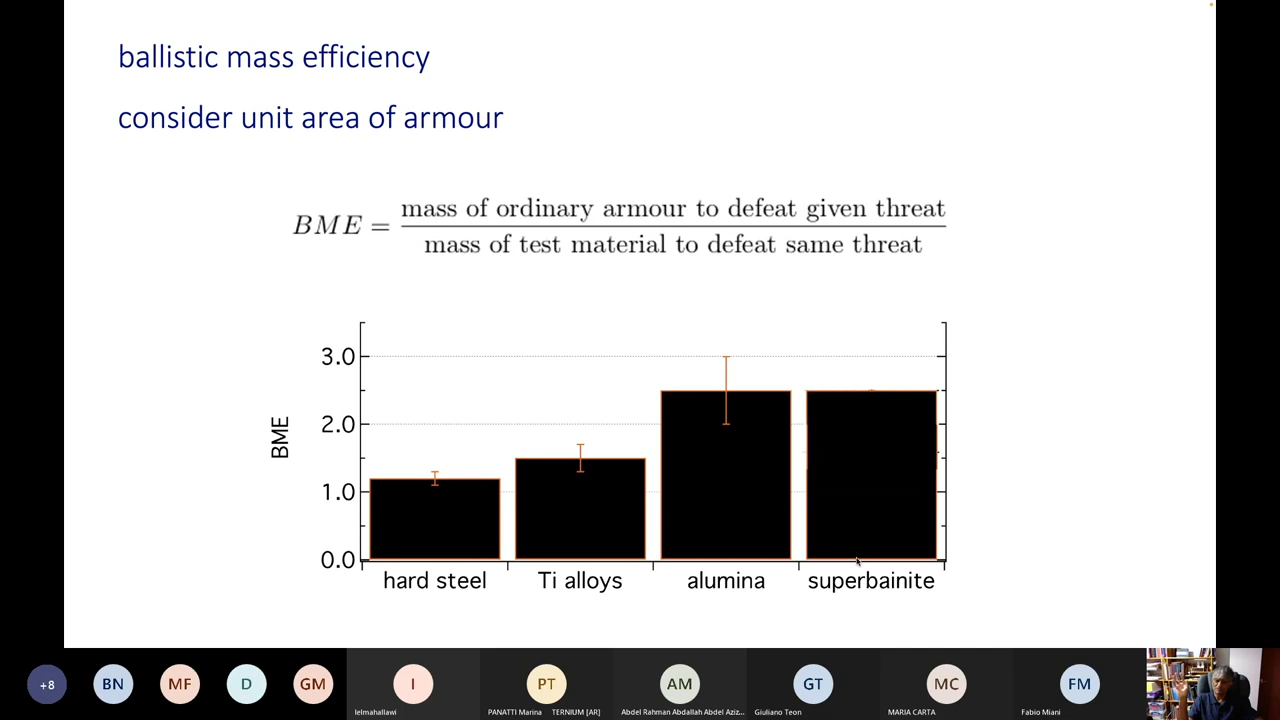 ballistic mass efficiency
consider unit area of armour
BME = mass of ordinary armour to defeat given threat
mass of test material to defeat same threat
3.0
2.0
1.0
0.0
BME
hard steel Ti alloys alumina superbainite
+8 BN MF D GM I PT AM GT MC FM
lelmahallawi PANATTI Marina TERNIUM [AR] Abdel Rahman Abdallah Abdel Aziz... Giuliano Teon MARIA CARTA Fabio Miani